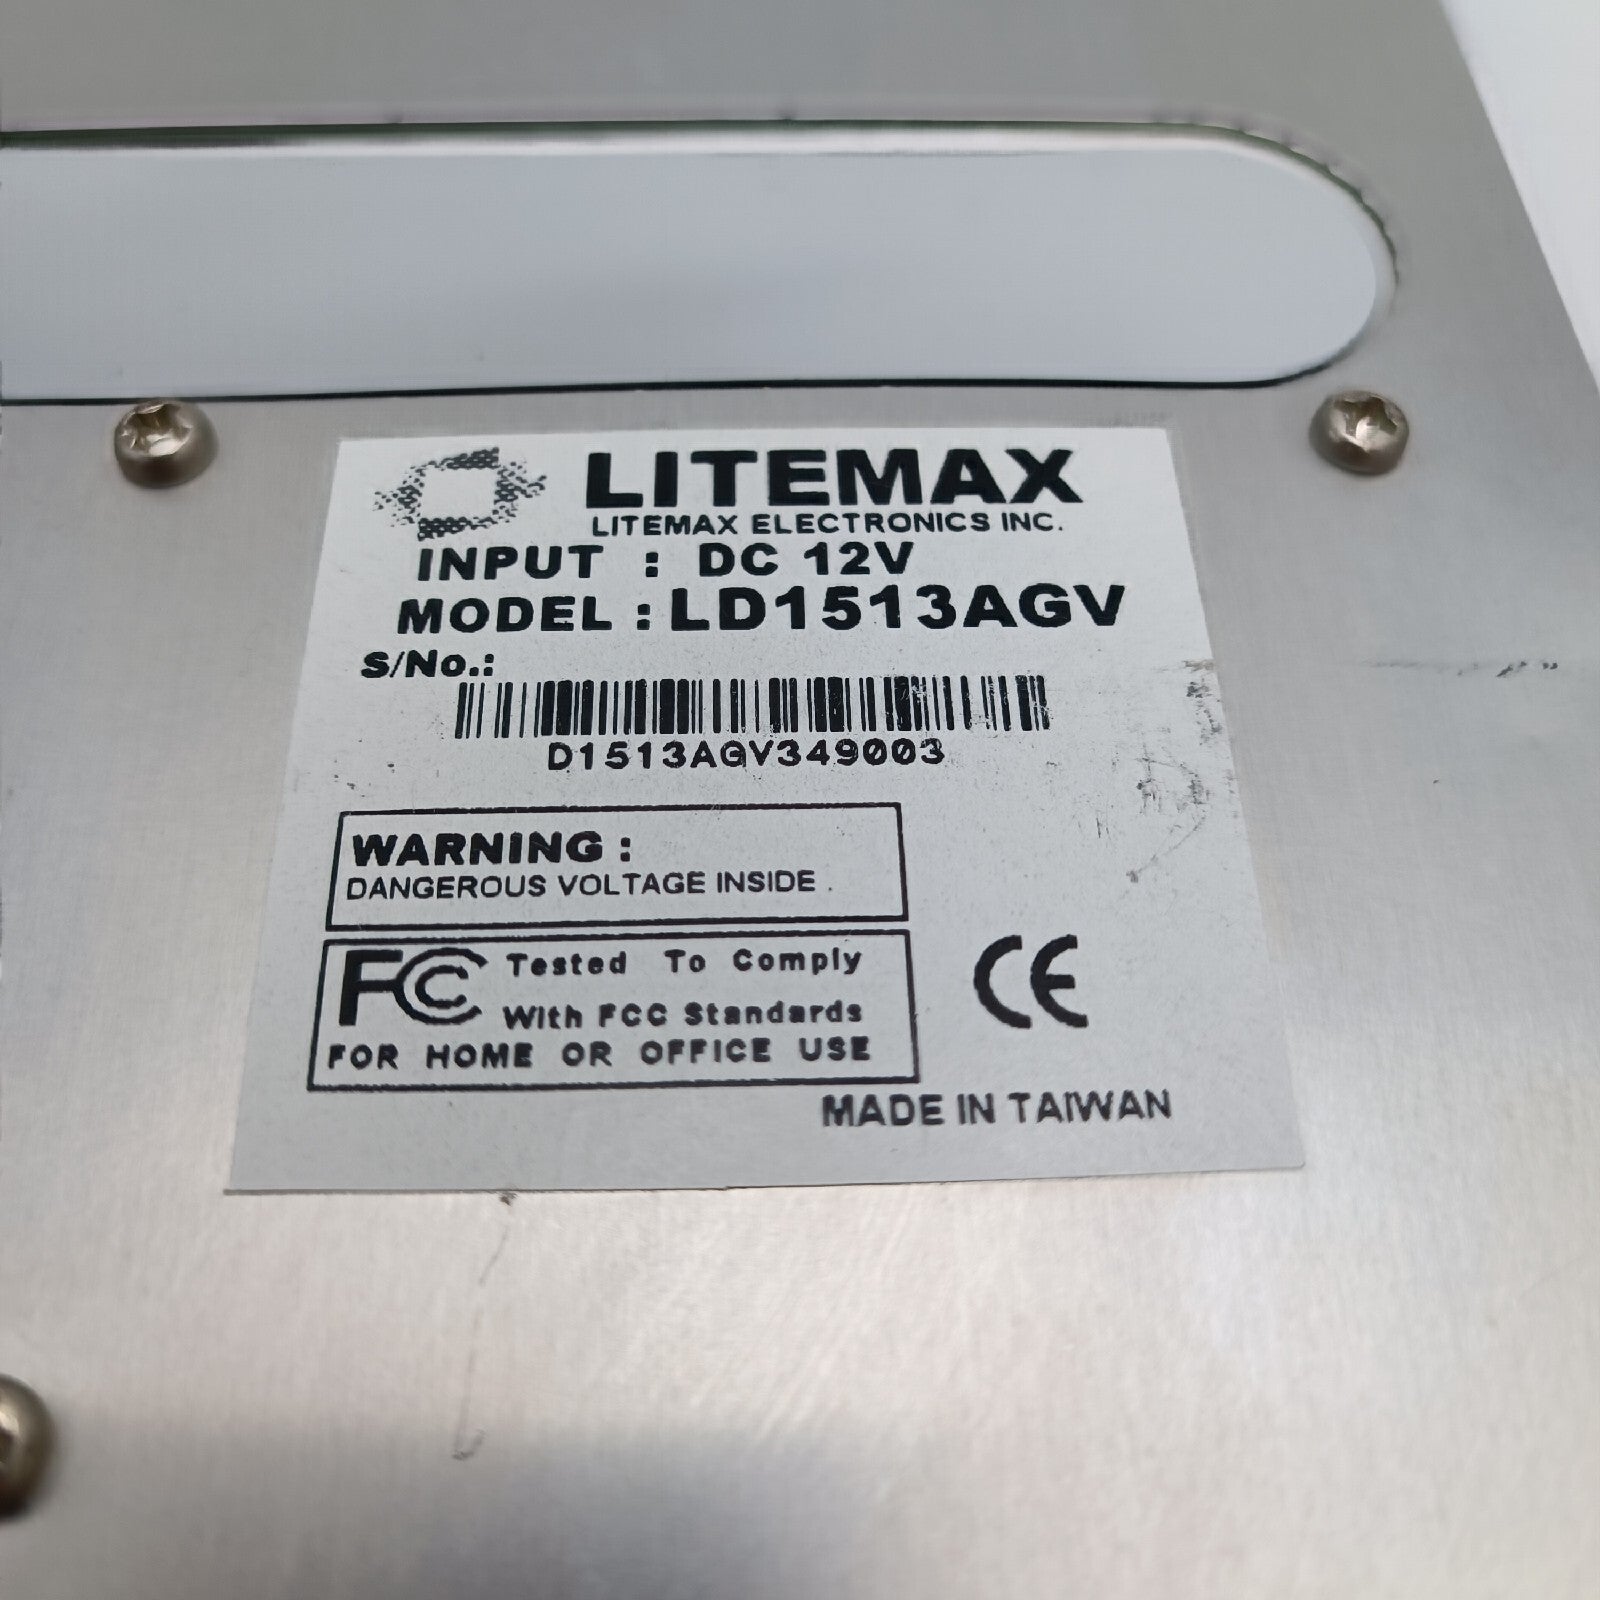 LITEMAX
LITEMAX ELECTRONICS INC.
INPUT : DC 12V
MODEL : LD1513AGV
S/No.:
D1513AGV349003
WARNING :
DANGEROUS VOLTAGE INSIDE .
FC Tested To Comply
With FCC Standards
FOR HOME OR OFFICE USE
CE
MADE IN TAIWAN